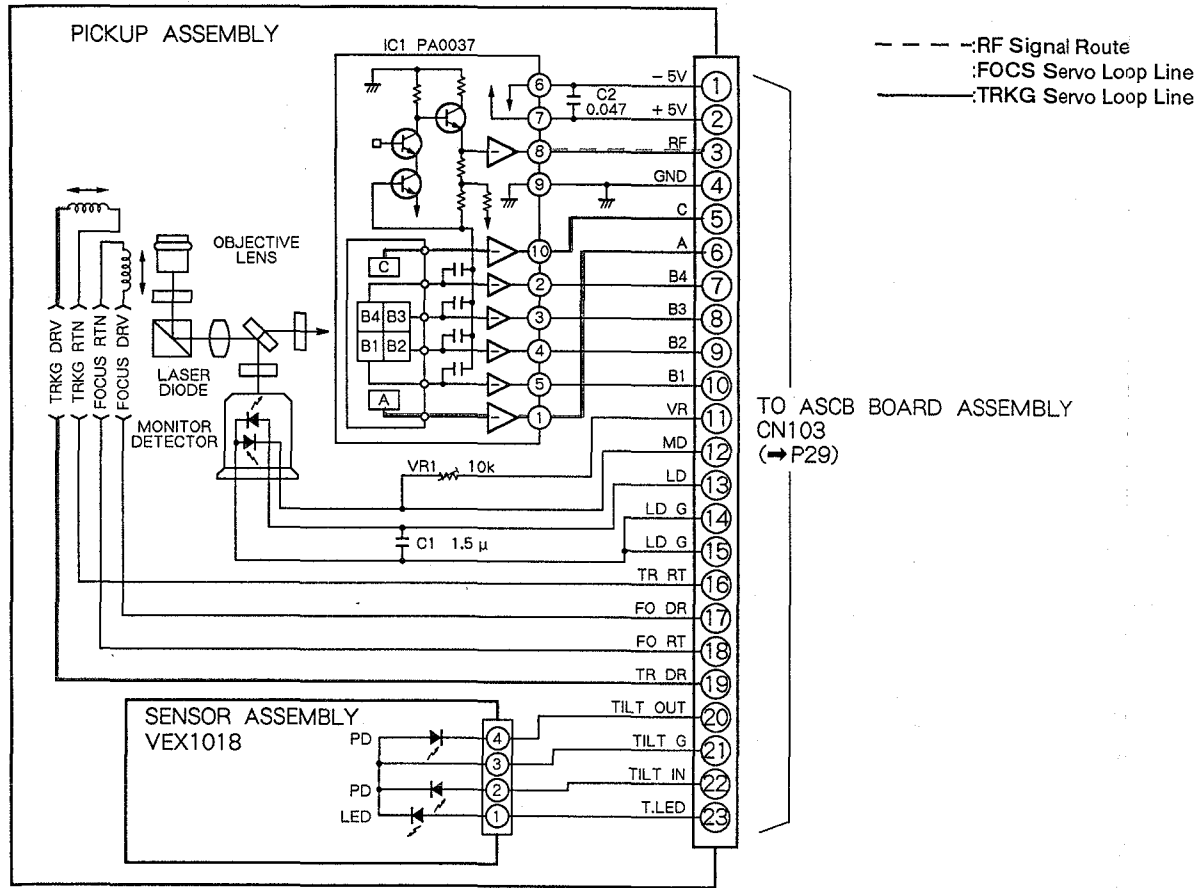 PICKUP ASSEMBLY
IC1 PA0037
:RF Signal Route
:FOCS Servo Loop Line
:TRKG Servo Loop Line
6
7
8
9
10
2
3
4
5
1
C2
0.047
- 5V
+ 5V
RF
GND
C
A
B4
B3
B2
B1
VR
MD
LD
LD G
LD G
TR RT
FO DR
FO RT
TR DR
TILT OUT
TILT G
TILT IN
T.LED
1
2
3
4
5
6
7
8
9
10
11
12
13
14
15
16
17
18
19
20
21
22
23
OBJECTIVE
LENS
C
B4 B3
B1 B2
A
TRKG DRV
TRKG RTN
FOCUS RTN
FOCUS DRV
LASER
DIODE
MONITOR
DETECTOR
VR1 10k
C1 1.5 μ
TO ASCB BOARD ASSEMBLY
CN103
(➡P29)
SENSOR ASSEMBLY
VEX1018
PD
PD
LED
4
3
2
1